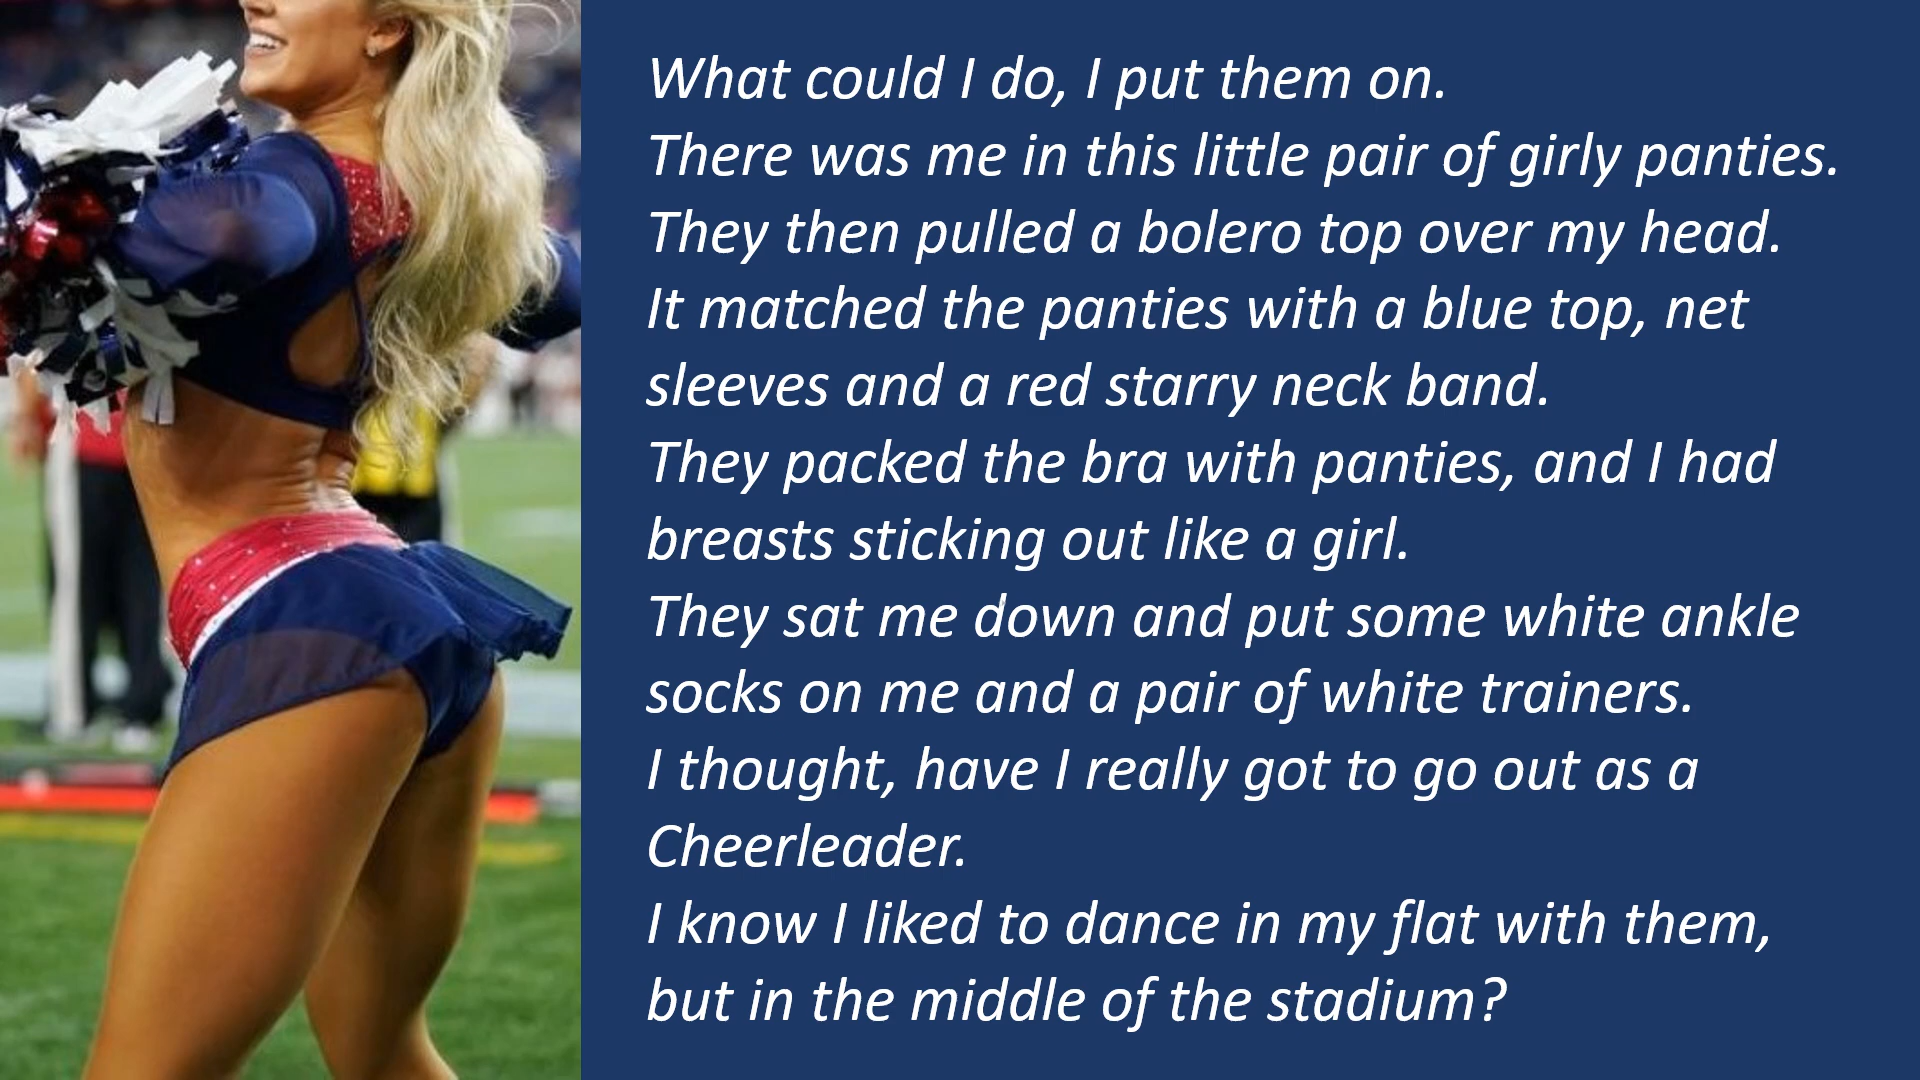 What could I do, I put them on.
There was me in this little pair of girly panties.
They then pulled a bolero top over my head.
It matched the panties with a blue top, net
sleeves and a red starry neck band.
They packed the bra with panties, and I had
breasts sticking out like a girl.
They sat me down and put some white ankle
socks on me and a pair of white trainers.
I thought, have I really got to go out as a
Cheerleader.
I know I liked to dance in my flat with them,
but in the middle of the stadium?